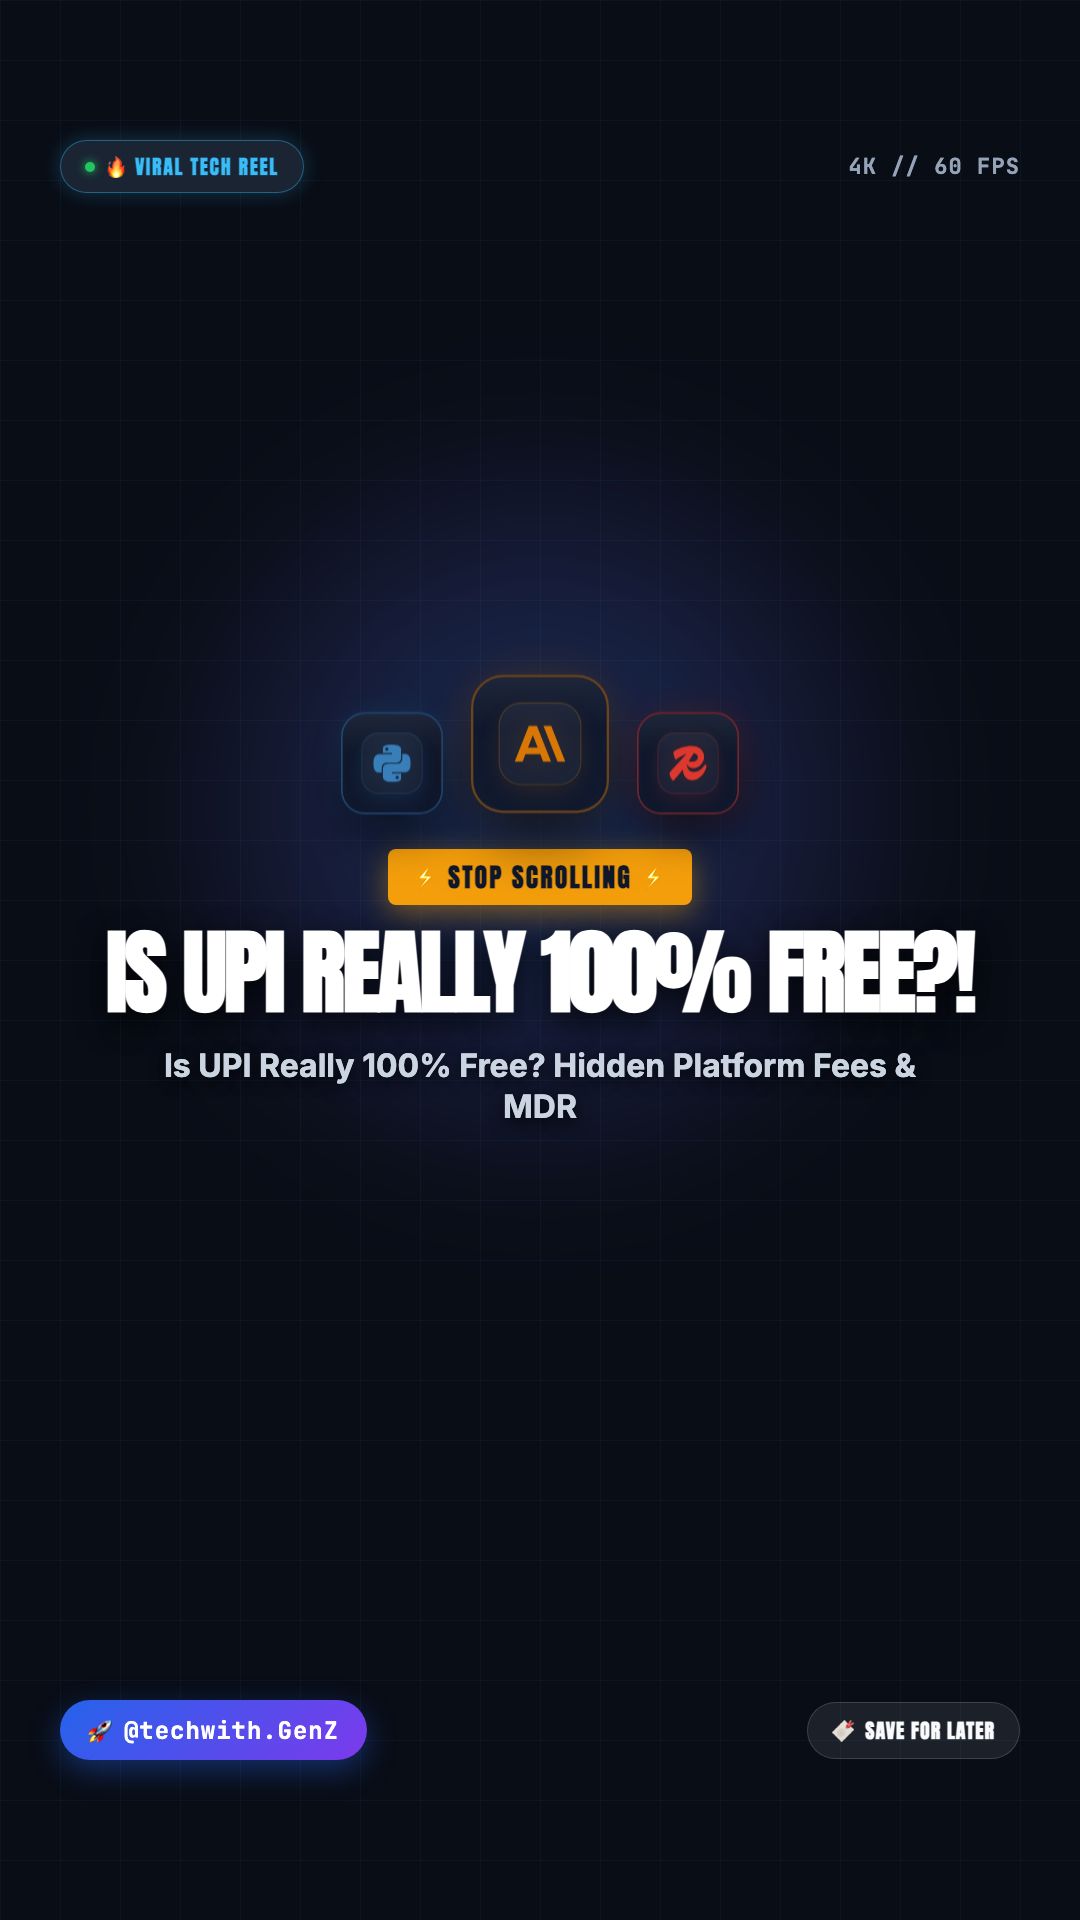 🔥 VIRAL TECH REEL
4K // 60 FPS
⚡ STOP SCROLLING ⚡
IS UPI REALLY 100% FREE?!
Is UPI Really 100% Free? Hidden Platform Fees &
MDR
🚀 @techwith.GenZ
SAVE FOR LATER